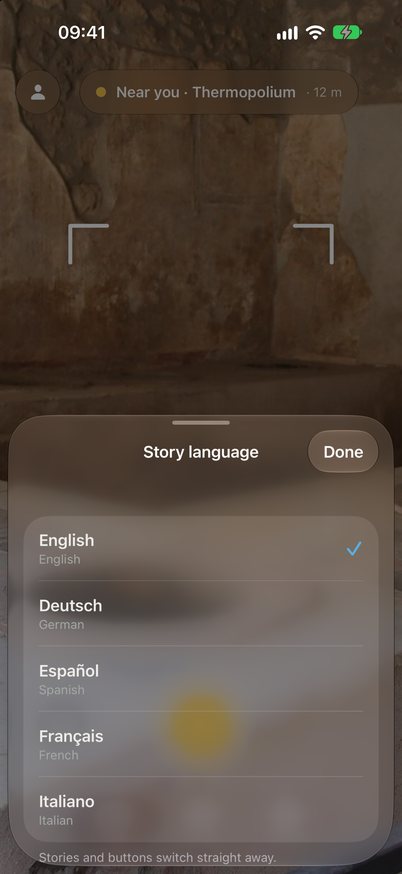 09:41
Near you · Thermopolium · 12 m
Story language
Done
English
English
Deutsch
German
Español
Spanish
Français
French
Italiano
Italian
Stories and buttons switch straight away.